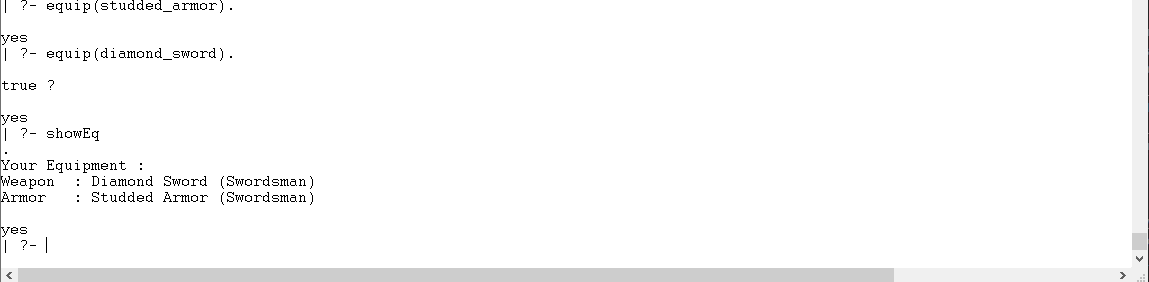 | ?- equip(studded_armor).
yes
| ?- equip(diamond_sword).
true ?
yes
| ?- showEq
.
Your Equipment :
Weapon  : Diamond Sword (Swordsman)
Armor   : Studded Armor (Swordsman)
yes
| ?-